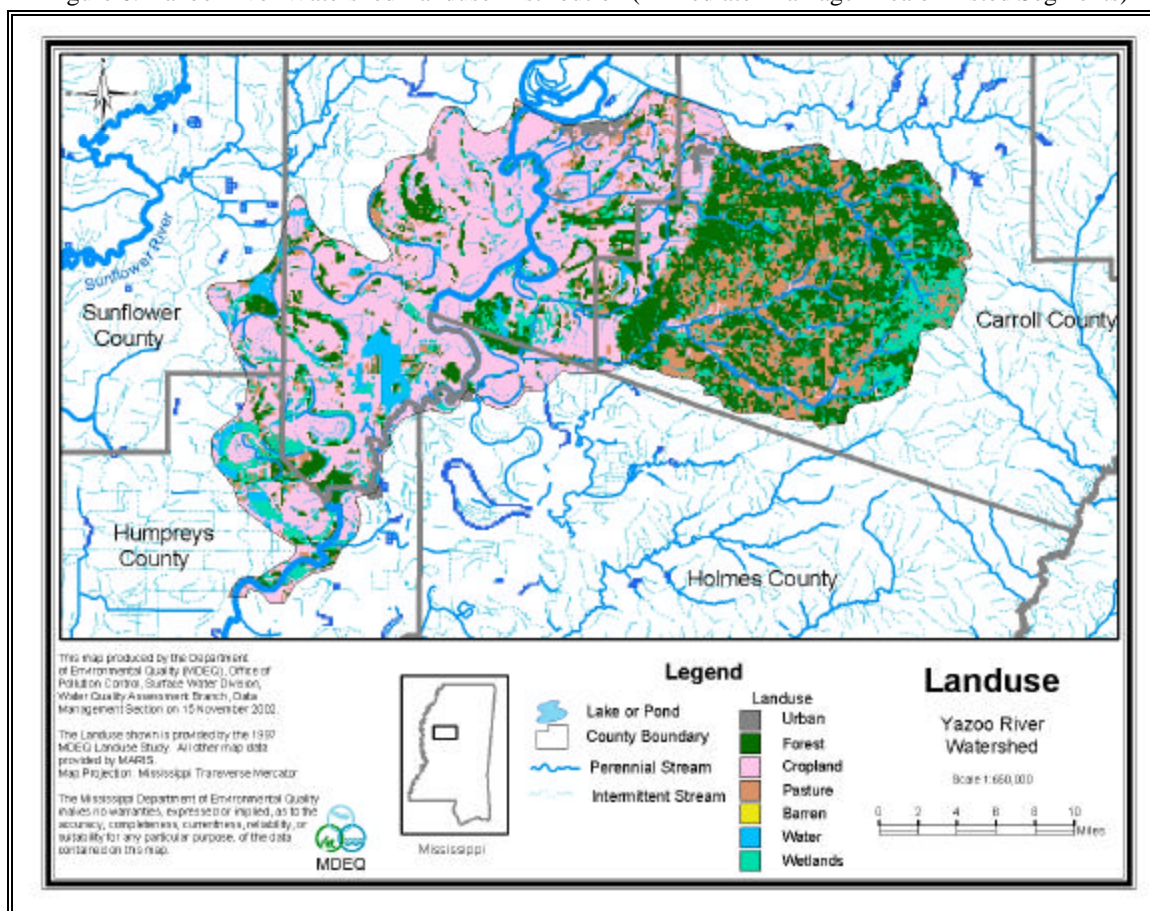 Sunflower River
Sunflower
County
Carroll County
Humpreys
County
Holmes County
This map produced by the Department
of Environmental Quality (MDEQ), Office of
Pollution Control, Surface Water Division,
Water Quality Assessment Branch, Data
Management Section on 15 November 2002.
The Landuse shown is provided by the 1997
MDEQ Landuse Study. All other map data
provided by MARIS.
Map Projection: Mississippi Transverse Mercator
The Mississippi Department of Environmental Quality
makes no warranties, expressed or implied, as to the
accuracy, completeness, currentness, reliability, or
suitability for any particular purpose, of the data
contained on this map.
MDEQ
Mississippi
Legend
Lake or Pond
County Boundary
Perennial Stream
Intermittent Stream
Landuse
Urban
Forest
Cropland
Pasture
Barren
Water
Wetlands
Landuse
Yazoo River
Watershed
Scale 1:650,000
0 2 4 6 8 10
Miles